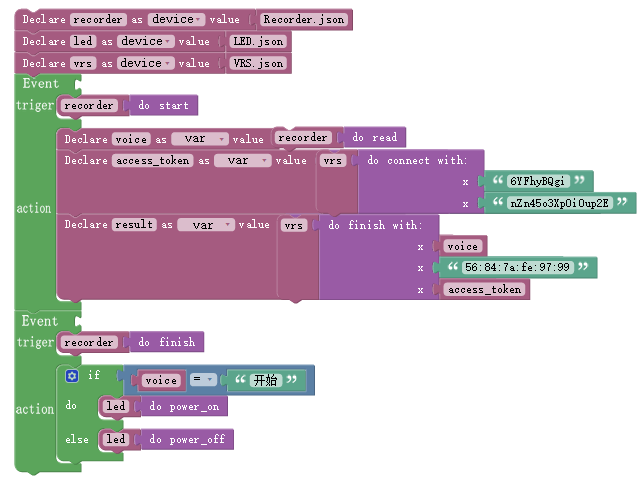 Declare recorder as device value Recorder.json
Declare led as device value LED.json
Declare vrs as device value VRS.json
Event
triger recorder do start
Declare voice as var value recorder do read
Declare access_token as var value vrs do connect with:
x “ 6YFhyBQgi ”
action x “ nZn45o3XpOiOup2E ”
Declare result as var value vrs do finish with:
x voice
x “ 56:84:7a:fe:97:99 ”
x access_token
Event
triger recorder do finish
if voice = “ 开始 ”
action do led do power_on
else led do power_off